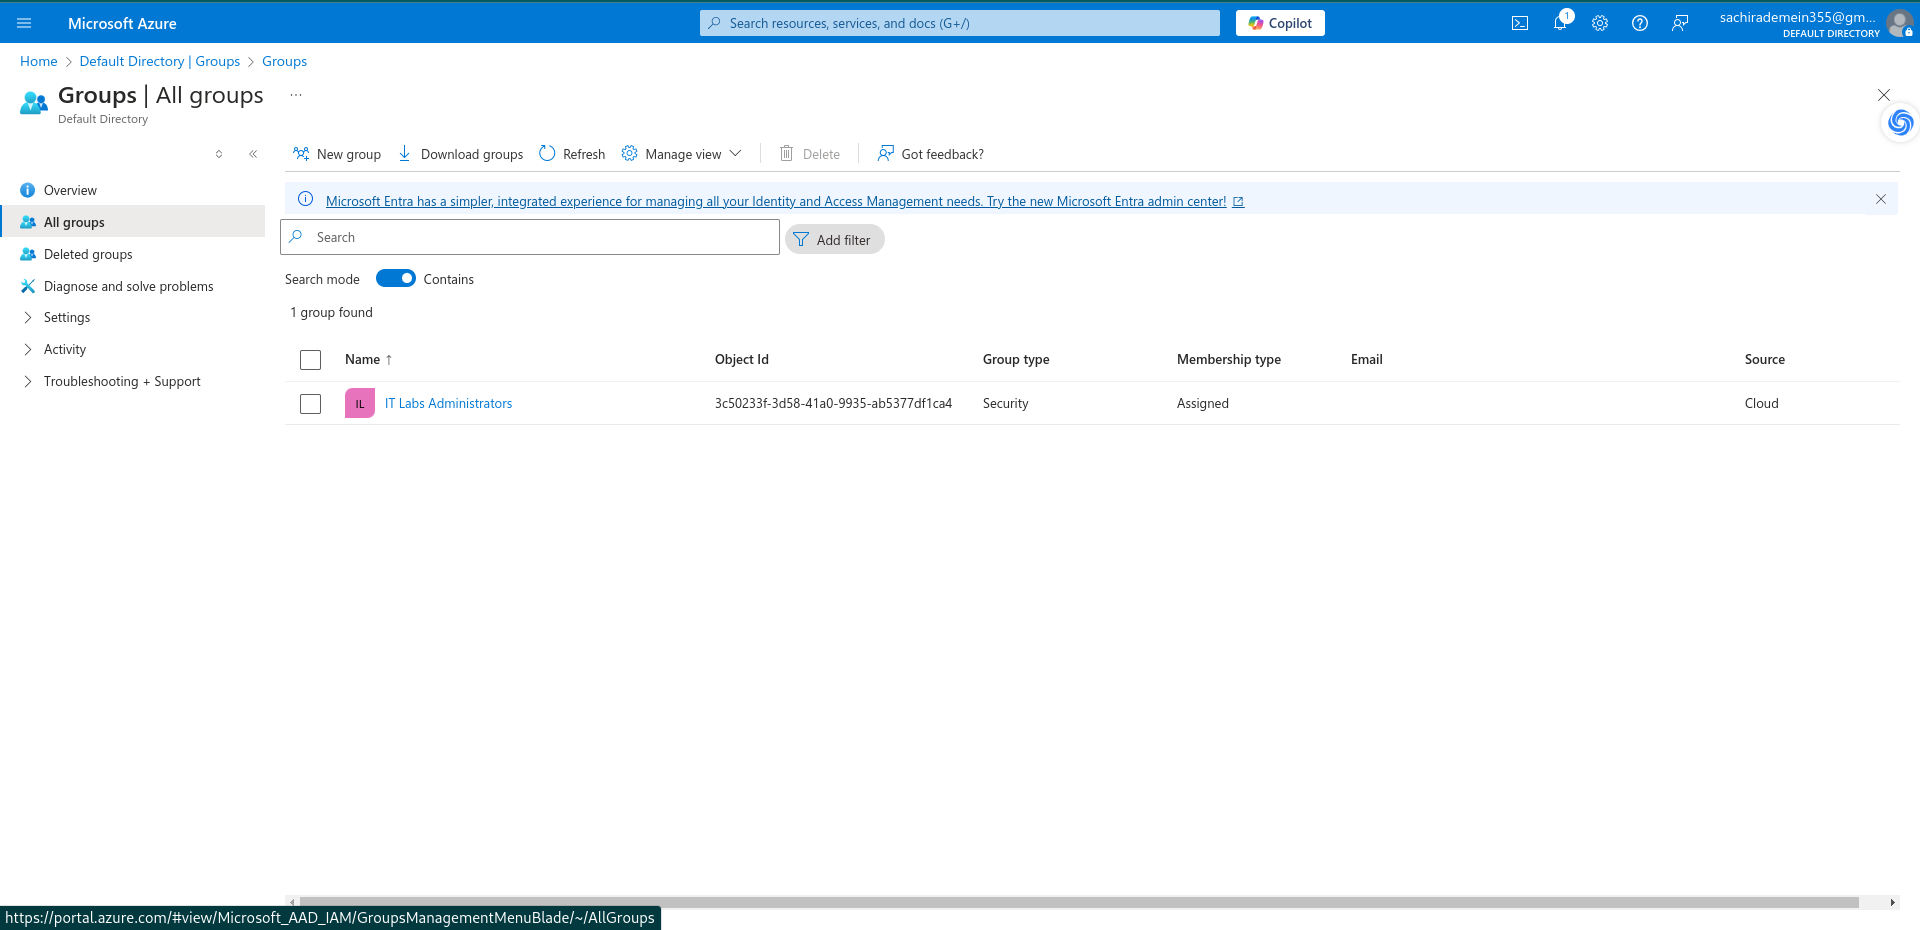 Microsoft Azure
Search resources, services, and docs (G+/)
Copilot
1
sachirademein355@gm...
DEFAULT DIRECTORY
Home > Default Directory | Groups > Groups
Groups | All groups ...
Default Directory
New group
Download groups
Refresh
Manage view
Delete
Got feedback?
Overview
All groups
Deleted groups
Diagnose and solve problems
Settings
Activity
Troubleshooting + Support
Microsoft Entra has a simpler, integrated experience for managing all your Identity and Access Management needs. Try the new Microsoft Entra admin center!
Search
Add filter
Search mode
Contains
1 group found
Name ↑ Object Id Group type Membership type Email Source
IL IT Labs Administrators 3c50233f-3d58-41a0-9935-ab5377df1ca4 Security Assigned Cloud
https://portal.azure.com/#view/Microsoft_AAD_IAM/GroupsManagementMenuBlade/~/AllGroups